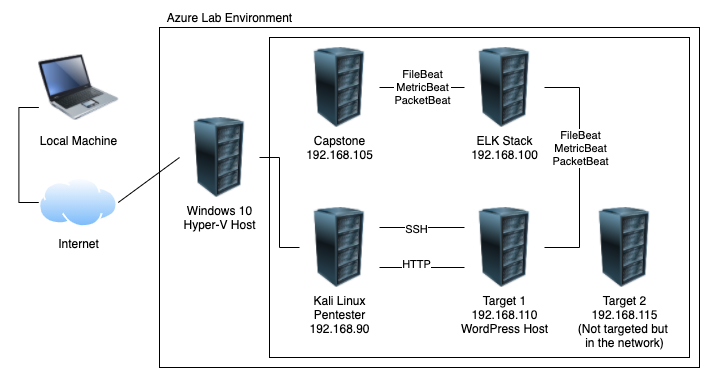 Azure Lab Environment
Local Machine
Internet
Windows 10
Hyper-V Host
Capstone
192.168.105
FileBeat
MetricBeat
PacketBeat
ELK Stack
192.168.100
FileBeat
MetricBeat
PacketBeat
Kali Linux
Pentester
192.168.90
SSH
HTTP
Target 1
192.168.110
WordPress Host
Target 2
192.168.115
(Not targeted but
in the network)